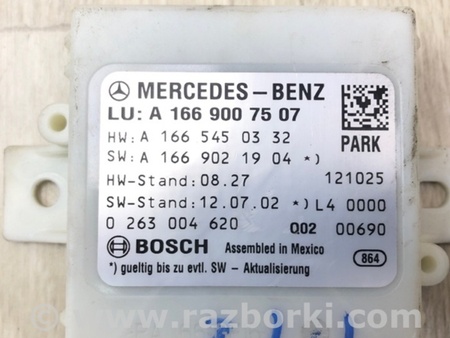 MERCEDES-BENZ
LU: A 166 900 75 07
HW: A 166 545 03 32
PARK
SW: A 166 902 19 04 *)
HW-Stand: 08.27 121025
SW-Stand: 12.07.02 *) L4 0000
0 263 004 620 Q02 00690
BOSCH Assembled in Mexico
*) gueltig bis zu evtl. SW - Aktualisierung 864
www.razborki.com